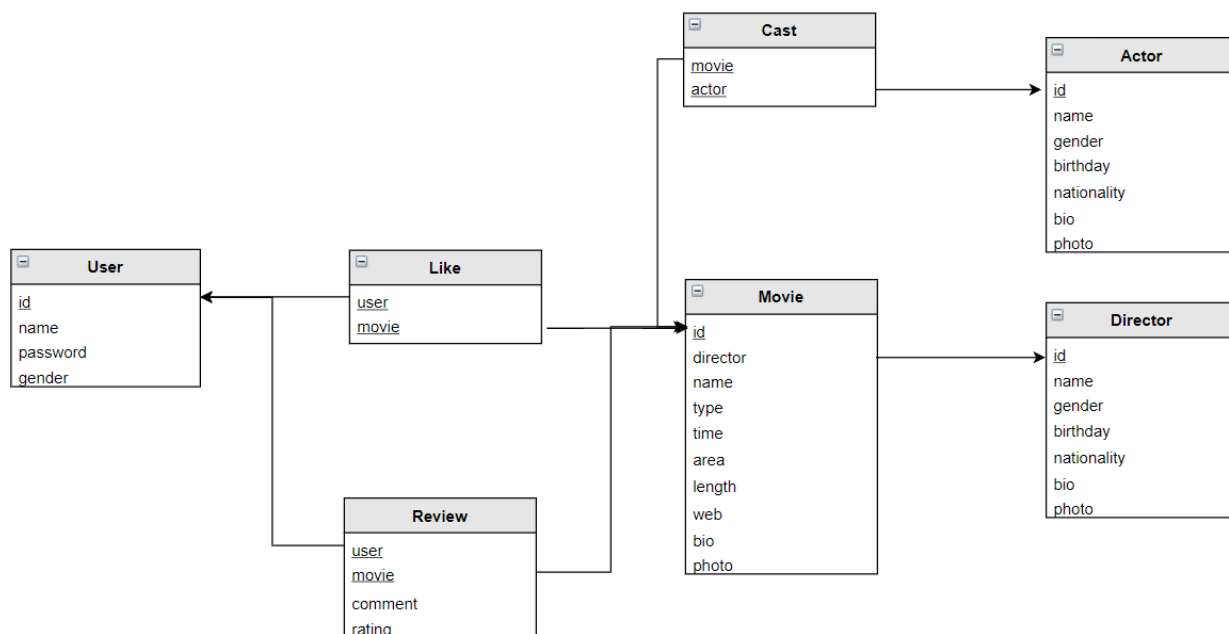 Cast
movie
actor
Actor
id
name
gender
birthday
nationality
bio
photo
User
id
name
password
gender
Like
user
movie
Movie
id
director
name
type
time
area
length
web
bio
photo
Director
id
name
gender
birthday
nationality
bio
photo
Review
user
movie
comment
rating